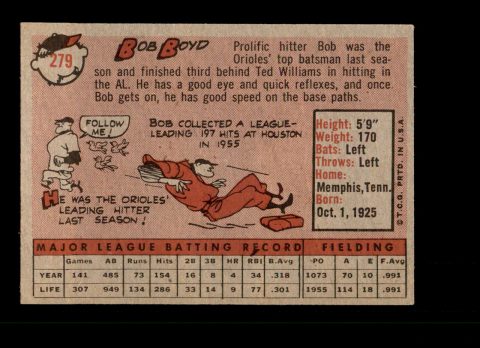 279
BOB BOYD
Prolific hitter Bob was the
Orioles' top batsman last sea-
son and finished third behind Ted Williams in hitting
in the AL. He has a good eye and quick reflexes, and once
Bob gets on, he has good speed on the base paths.
FOLLOW
ME!
BOB COLLECTED A LEAGUE-
LEADING 197 HITS AT HOUSTON
IN 1955
HE WAS THE ORIOLES'
LEADING HITTER
LAST SEASON!
Height: 5'9"
Weight: 170
Bats: Left
Throws: Left
Home:
Memphis, Tenn.
Born:
Oct. 1, 1925
© T.C.G. PRTD. IN U.S.A.
MAJOR LEAGUE BATTING RECORD FIELDING
Games AB Runs Hits 2B 3B HR RBI B.Avg PO A E F.Avg
YEAR 141 485 73 154 16 8 4 34 .318 1073 70 10 .991
LIFE 307 949 134 286 33 14 9 77 .301 1955 114 18 .991